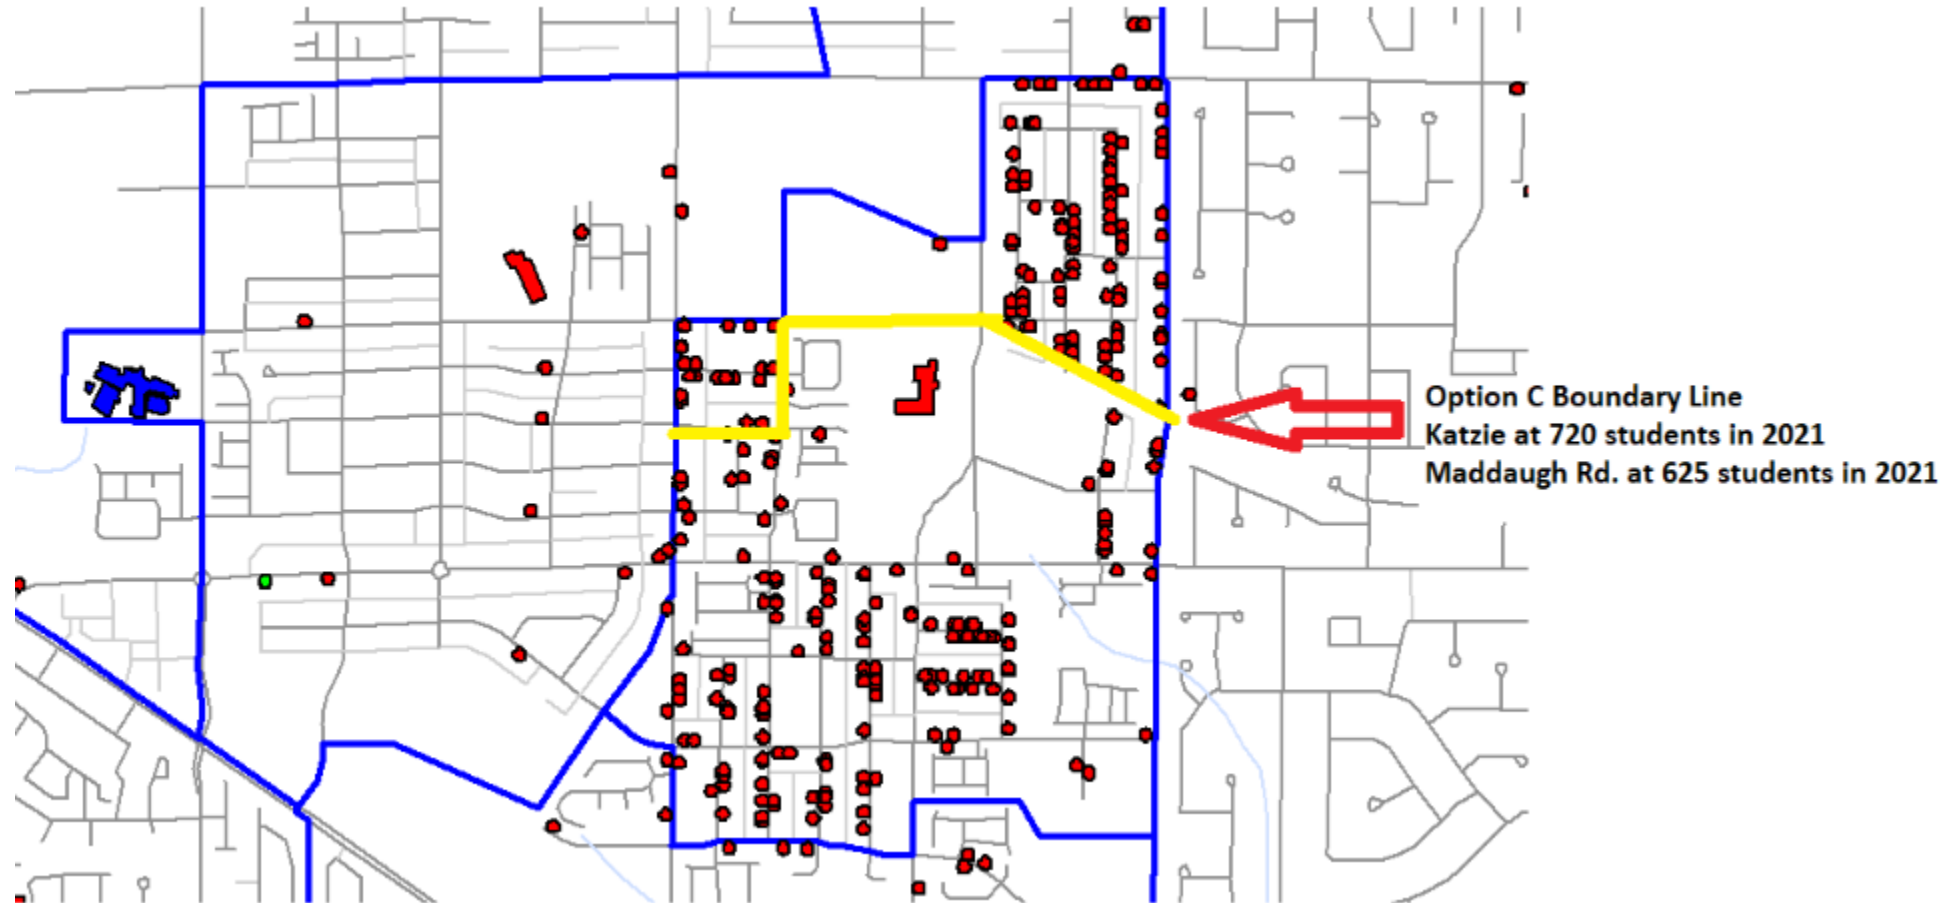 Option C Boundary Line
Katzie at 720 students in 2021
Maddaugh Rd. at 625 students in 2021